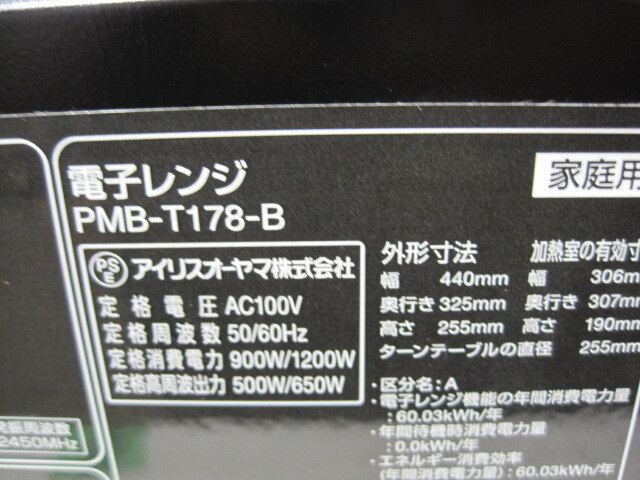 電子レンジ
PMB-T178-B
家庭用
PSE アイリスオーヤマ株式会社
定格電圧 AC100V
定格周波数 50/60Hz
定格消費電力 900W/1200W
定格高周波出力 500W/650W
外形寸法
幅 440mm
奥行き 325mm
高さ 255mm
加熱室の有効寸
幅 306m
奥行き 307m
高さ 190m
ターンテーブルの直径 255mm
・区分名:A
・電子レンジ機能の年間消費電力量
:60.03kWh/年
・年間待機時消費電力量
:0.0kWh/年
・エネルギー消費効率
(年間消費電力量):60.03kWh/年
発振周波数
2450MHz